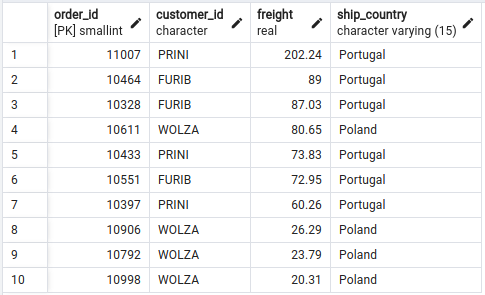 order_id customer_id freight ship_country
[PK] smallint character real character varying (15)
1 11007 PRINI 202.24 Portugal
2 10464 FURIB 89 Portugal
3 10328 FURIB 87.03 Portugal
4 10611 WOLZA 80.65 Poland
5 10433 PRINI 73.83 Portugal
6 10551 FURIB 72.95 Portugal
7 10397 PRINI 60.26 Portugal
8 10906 WOLZA 26.29 Poland
9 10792 WOLZA 23.79 Poland
10 10998 WOLZA 20.31 Poland